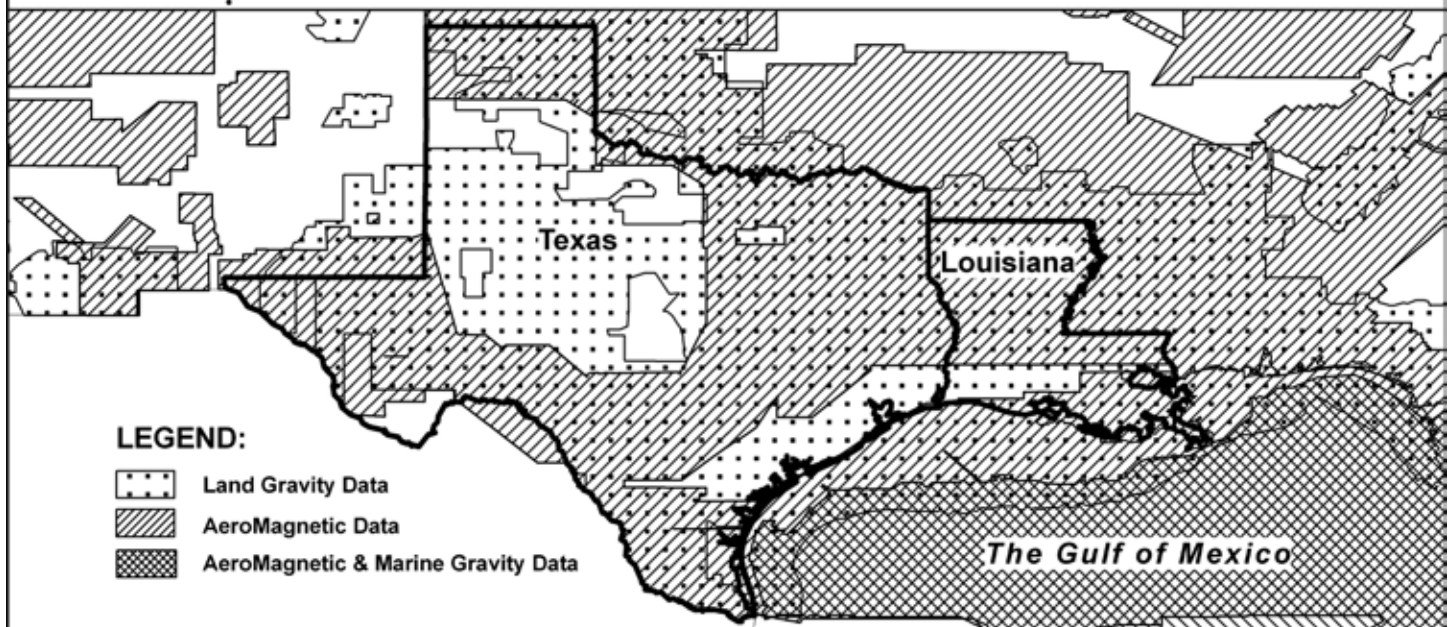 Texas
Louisiana
LEGEND:
Land Gravity Data
AeroMagnetic Data
AeroMagnetic & Marine Gravity Data
The Gulf of Mexico